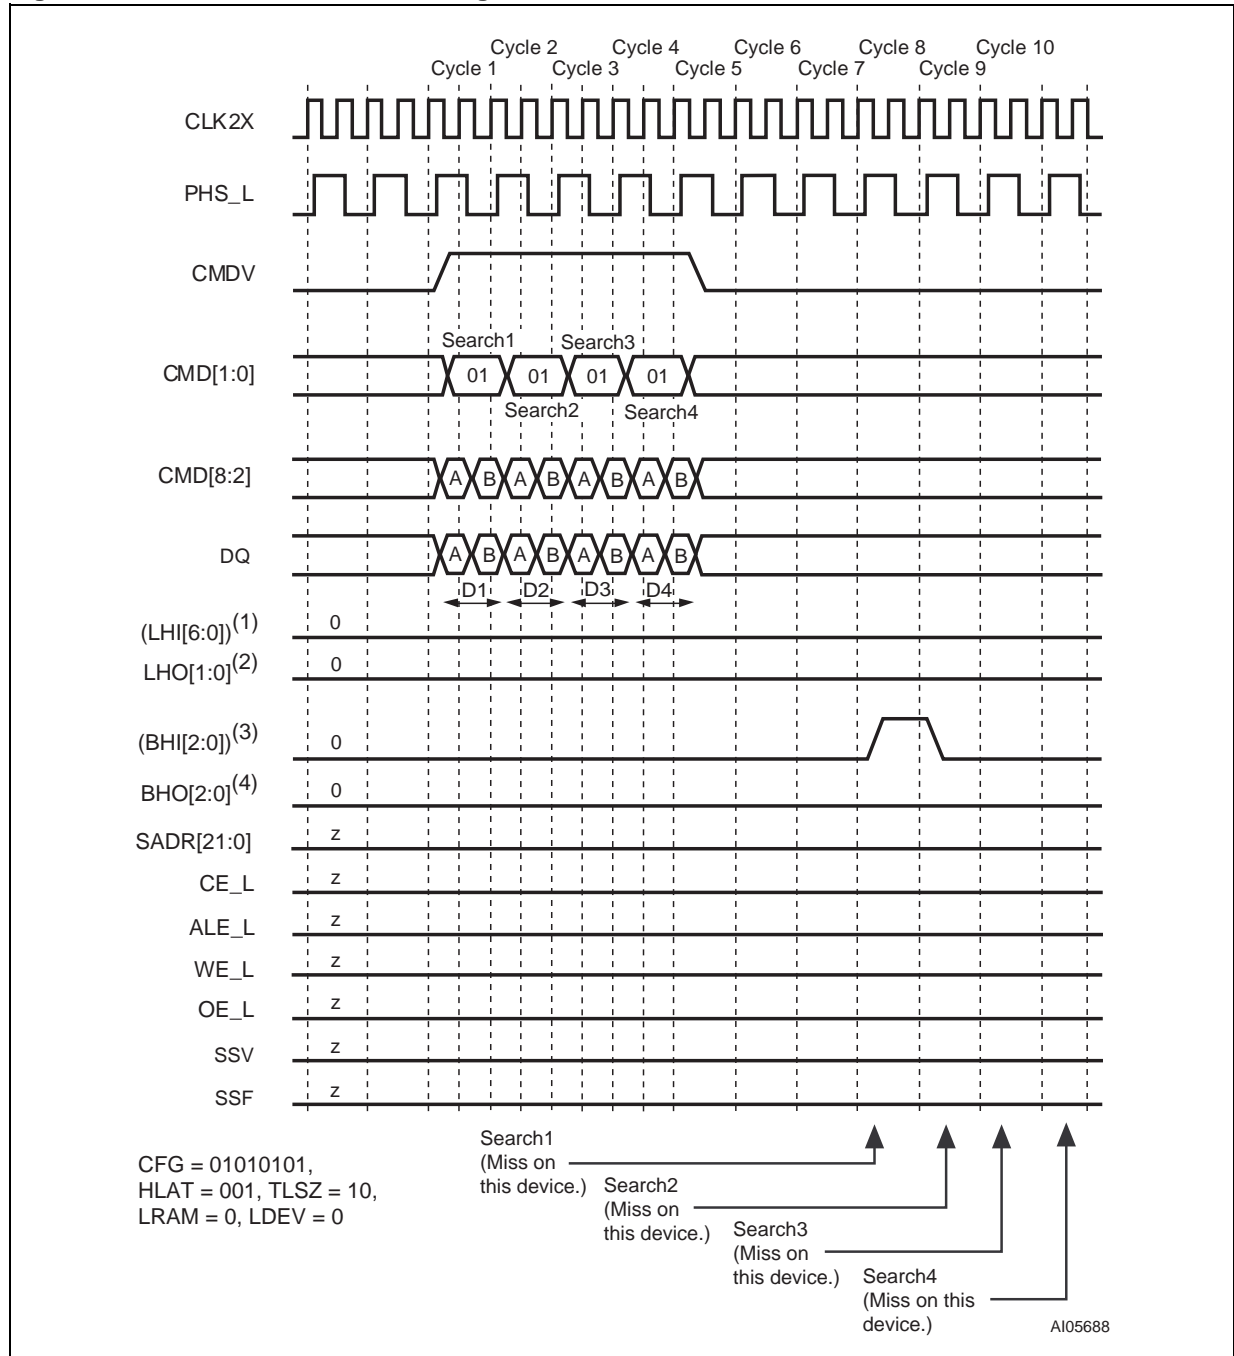 Cycle 2 Cycle 4 Cycle 6 Cycle 8 Cycle 10
Cycle 1 Cycle 3 Cycle 5 Cycle 7 Cycle 9
CLK2X
PHS_L
CMDV
Search1 Search3
CMD[1:0] 01 01 01 01
Search2 Search4
CMD[8:2] A B A B A B A B
DQ A B A B A B A B
D1 D2 D3 D4
(LHI[6:0])(1) 0
LHO[1:0](2) 0
(BHI[2:0])(3) 0
BHO[2:0](4) 0
SADR[21:0] z
CE_L z
ALE_L z
WE_L z
OE_L z
SSV z
SSF z
CFG = 01010101,
HLAT = 001, TLSZ = 10,
LRAM = 0, LDEV = 0
Search1
(Miss on
this device.)
Search2
(Miss on
this device.)
Search3
(Miss on
this device.)
Search4
(Miss on this
device.)
AI05688